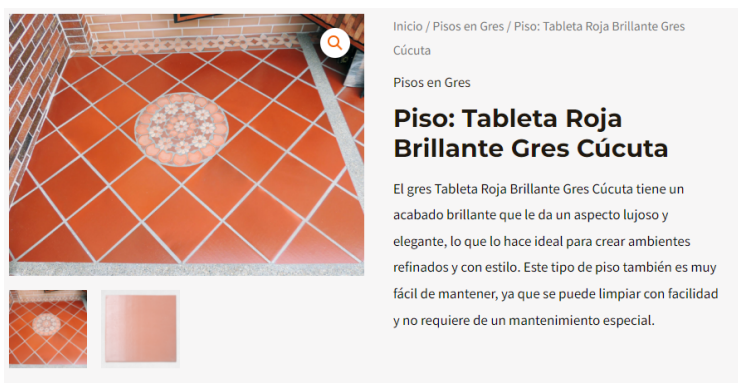 Inicio / Pisos en Gres / Piso: Tableta Roja Brillante Gres
Cúcuta
Pisos en Gres
Piso: Tableta Roja
Brillante Gres Cúcuta
El gres Tableta Roja Brillante Gres Cúcuta tiene un
acabado brillante que le da un aspecto lujoso y
elegante, lo que lo hace ideal para crear ambientes
refinados y con estilo. Este tipo de piso también es muy
fácil de mantener, ya que se puede limpiar con facilidad
y no requiere de un mantenimiento especial.